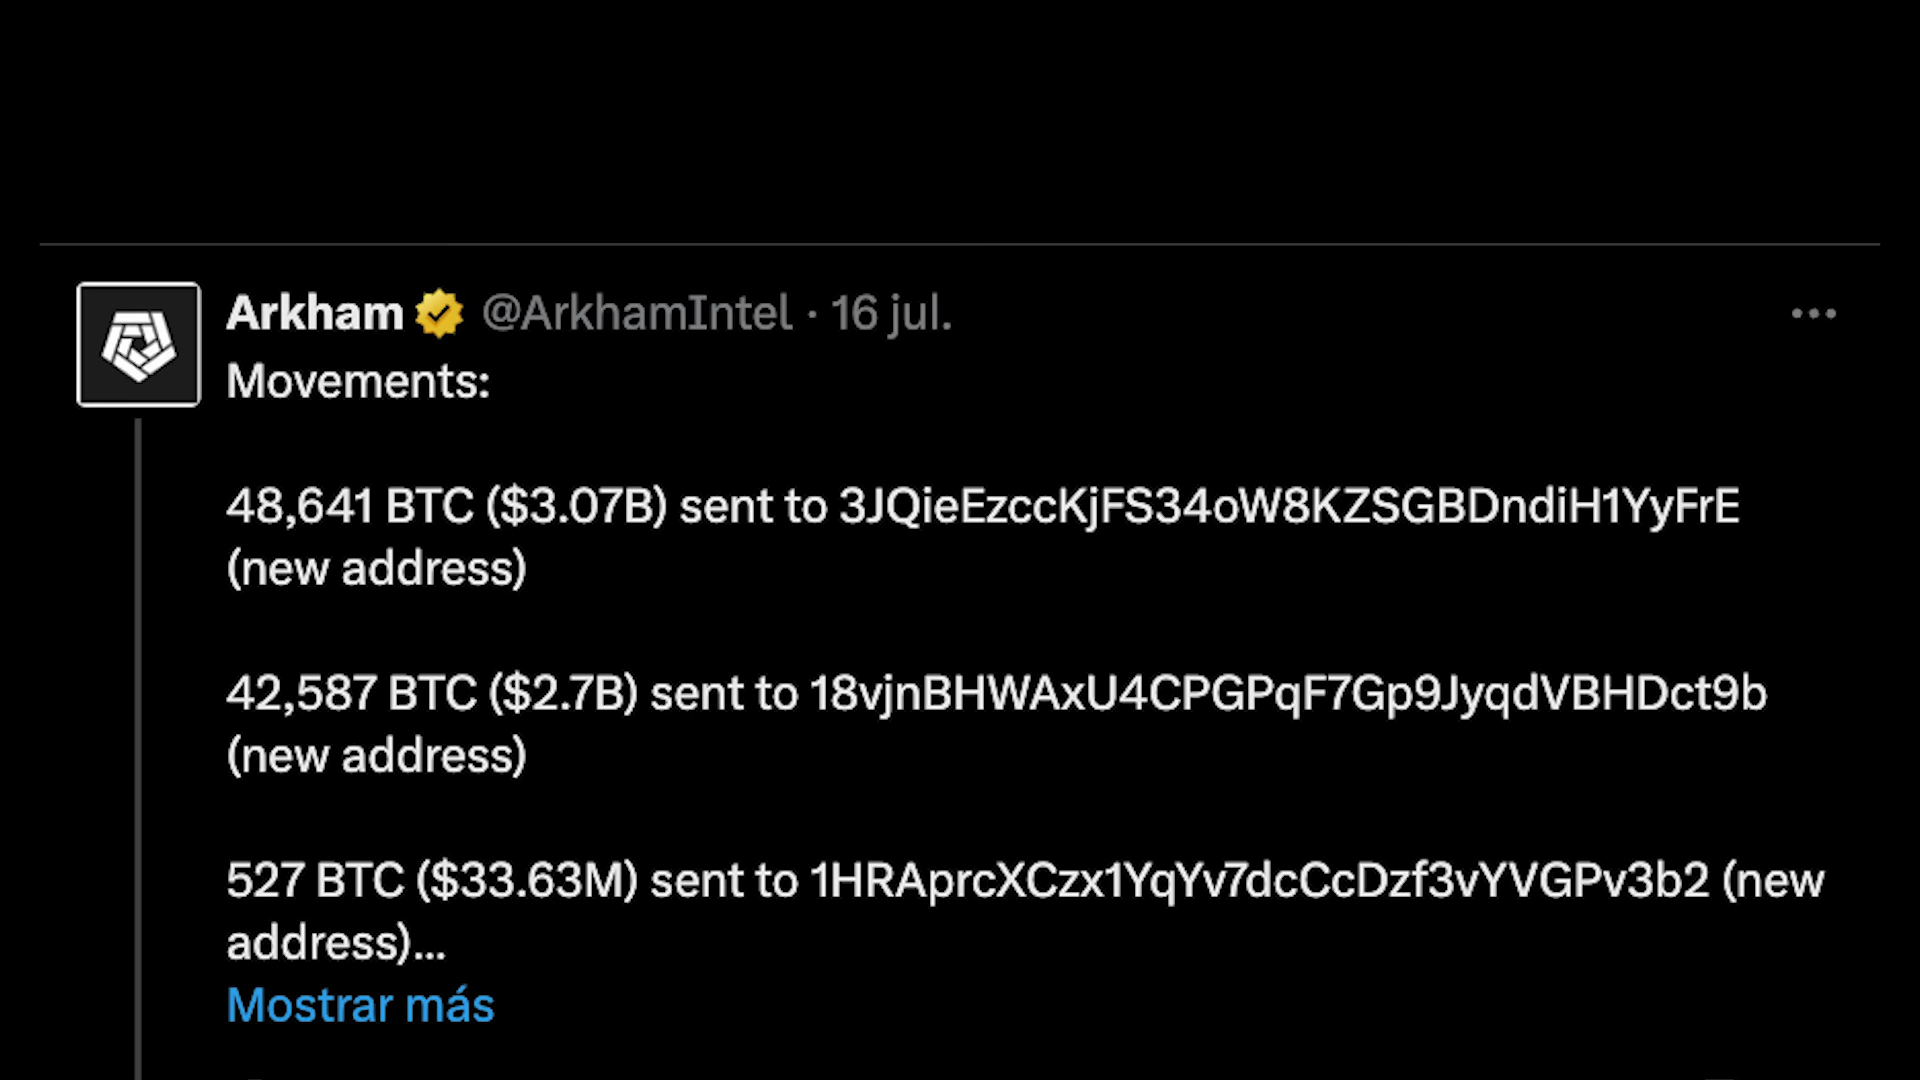 Arkham @ArkhamIntel · 16 jul.
Movements:
48,641 BTC ($3.07B) sent to 3JQieEzccKjFS34oW8KZSGBDndiH1YyFrE
(new address)
42,587 BTC ($2.7B) sent to 18vjnBHWAxU4CPGPqF7Gp9JyqdVBHDct9b
(new address)
527 BTC ($33.63M) sent to 1HRAprcXCzx1YqYv7dcCcDzf3vYVGPv3b2 (new
address)...
Mostrar más